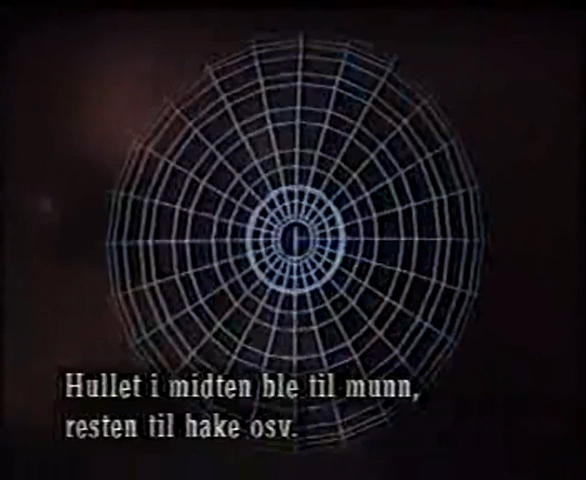 Hullet i midten ble til munn,
resten til hake osv.